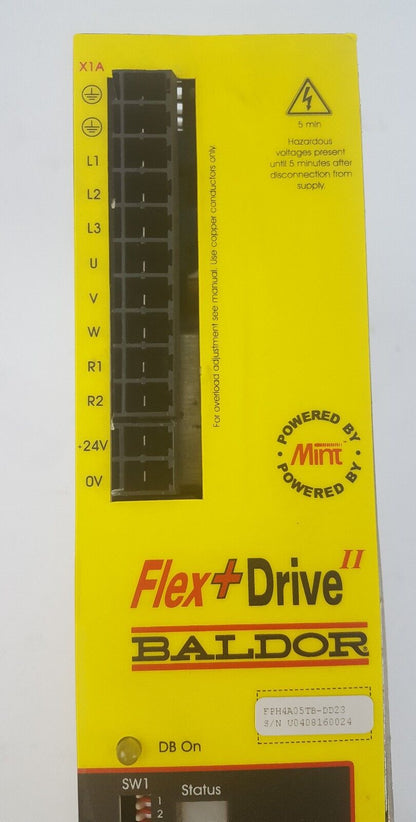 X1A
L1
L2
L3
U
V
W
R1
R2
+24V
0V
For overload adjustment see manual. Use copper conductors only.
5 min
Hazardous
voltages present
until 5 minutes after
disconnection from
supply.
POWERED BY
Mint
POWERED BY
Flex+Drive II
BALDOR
FPH4A05TB-DD23
S/N U0408160024
DB On
SW1
Status
1
2